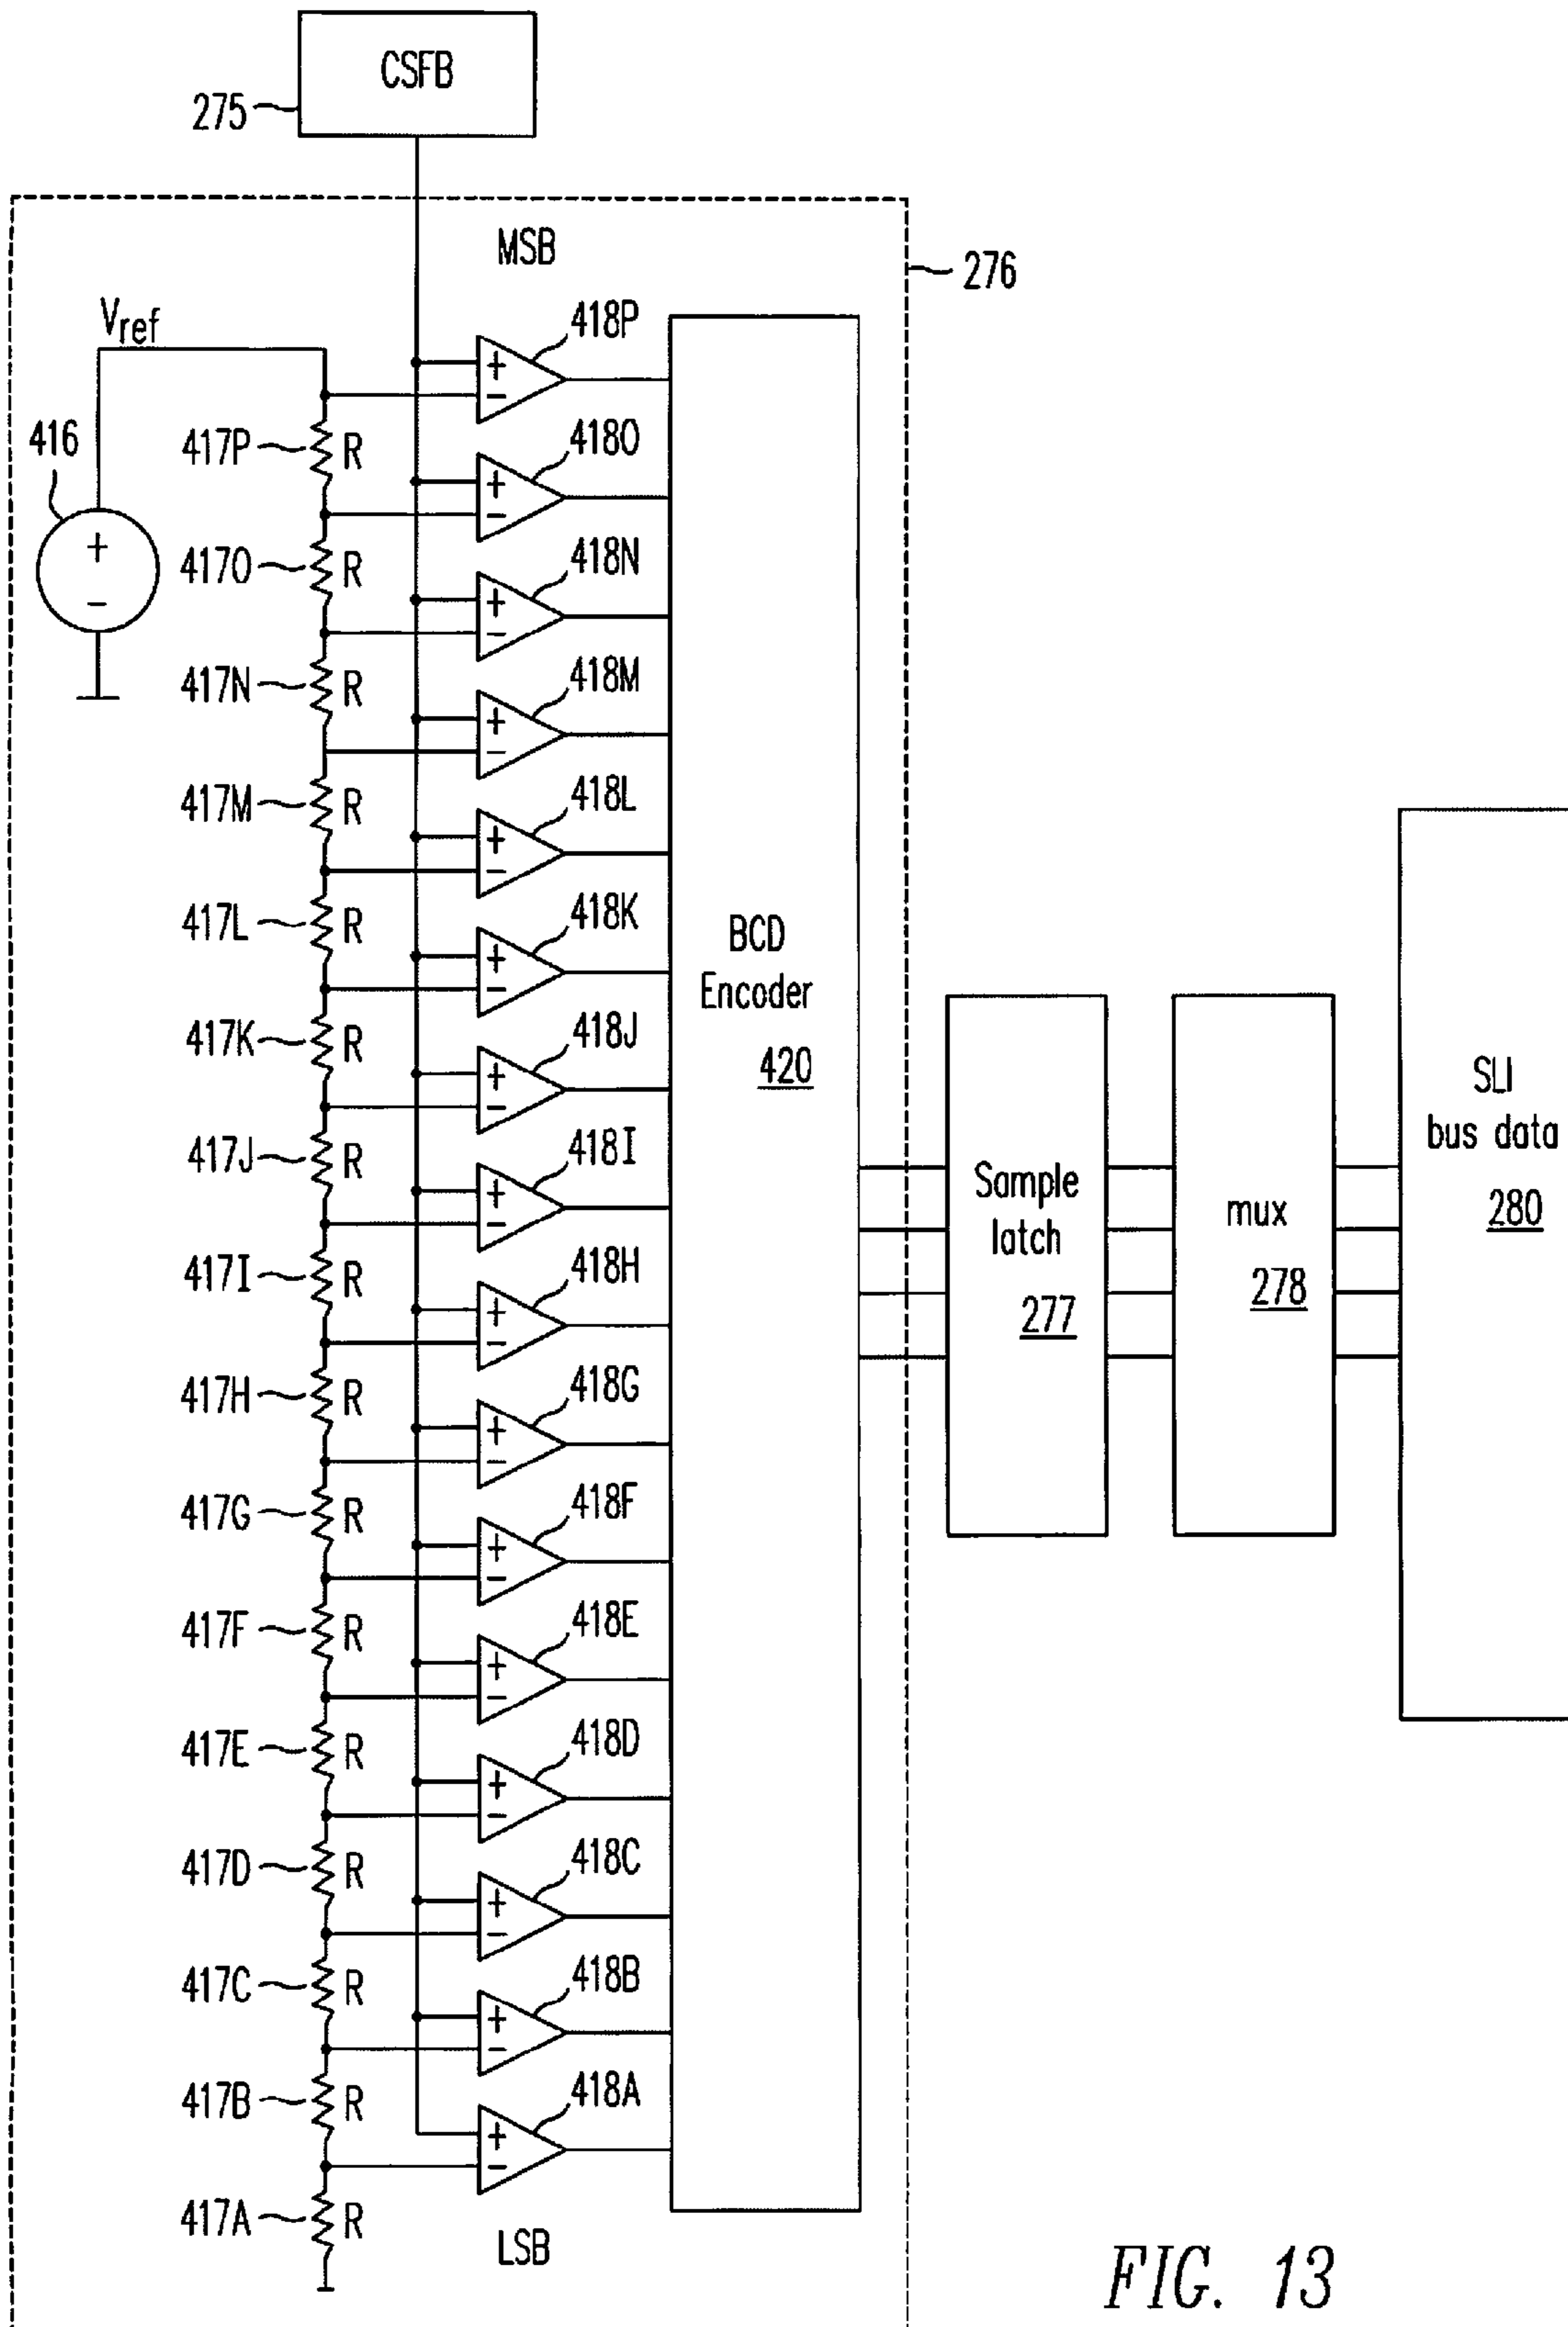 CSFB
275
MSB
276
Vref
418P
416
417P
R
418O
417O
R
418N
417N
R
418M
417M
R
418L
417L
R
418K
BCD
Encoder
420
417K
R
418J
417J
R
418I
417I
R
418H
417H
R
418G
417G
R
418F
417F
R
418E
417E
R
418D
417D
R
418C
417C
R
418B
417B
R
418A
417A
R
LSB
Sample
latch
277
mux
278
SLI
bus data
280
FIG. 13